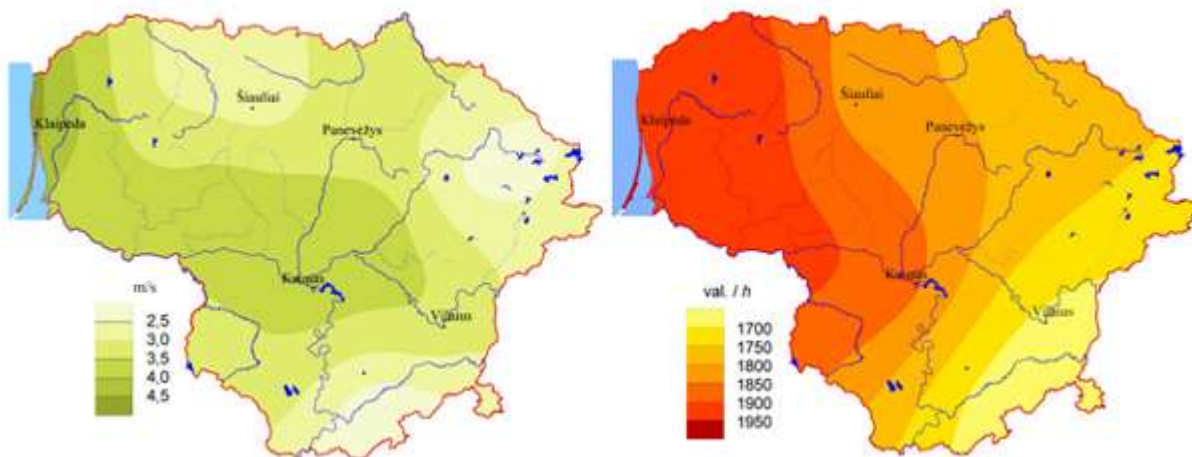 Šiauliai
Klaipėda
Panevėžys
Kaunas
Vilnius
m/s
2,5
3,0
3,5
4,0
4,5
Šiauliai
Klaipėda
Panevėžys
Kaunas
Vilnius
val. / h
1700
1750
1800
1850
1900
1950